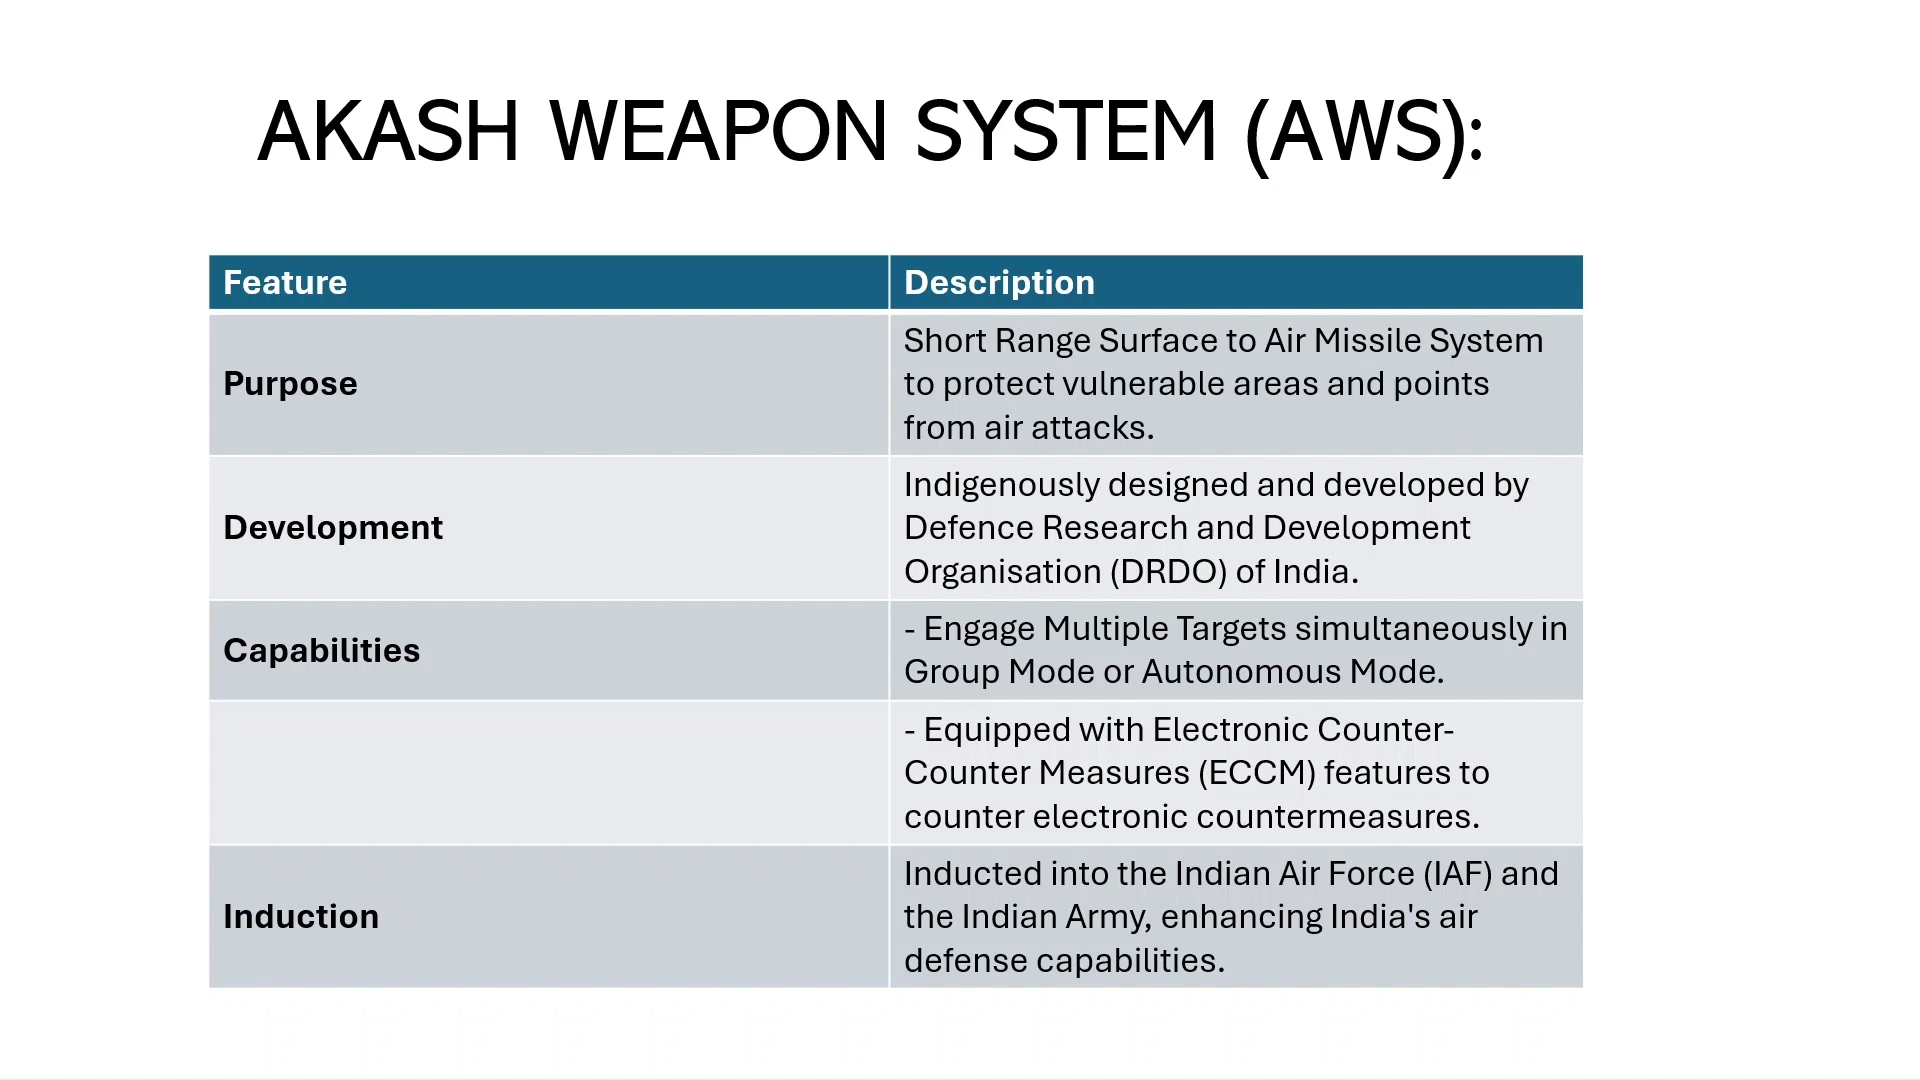 AKASH WEAPON SYSTEM (AWS):
Feature
Description
Purpose
Short Range Surface to Air Missile System
to protect vulnerable areas and points
from air attacks.
Development
Indigenously designed and developed by
Defence Research and Development
Organisation (DRDO) of India.
Capabilities
- Engage Multiple Targets simultaneously in
Group Mode or Autonomous Mode.
- Equipped with Electronic Counter-
Counter Measures (ECCM) features to
counter electronic countermeasures.
Induction
Inducted into the Indian Air Force (IAF) and
the Indian Army, enhancing India's air
defense capabilities.